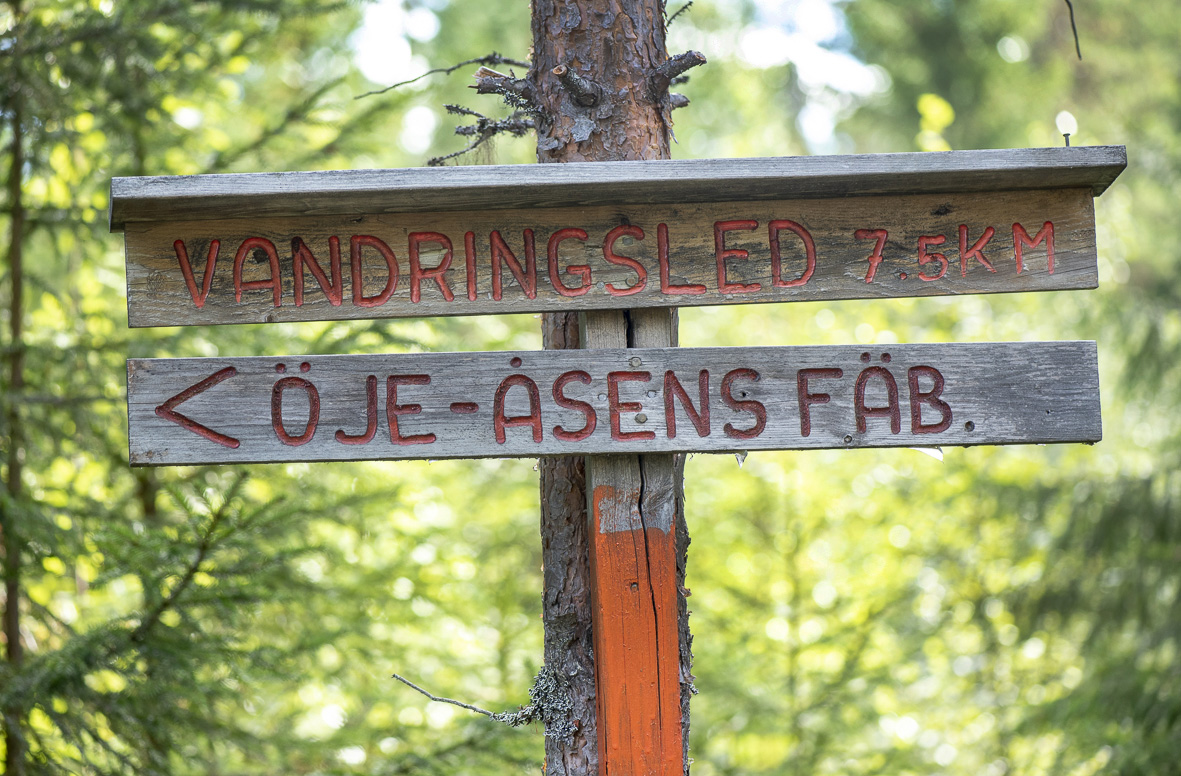 VANDRINGSLED 7.5KM
< ÖJE-ÅSENS FÄB.